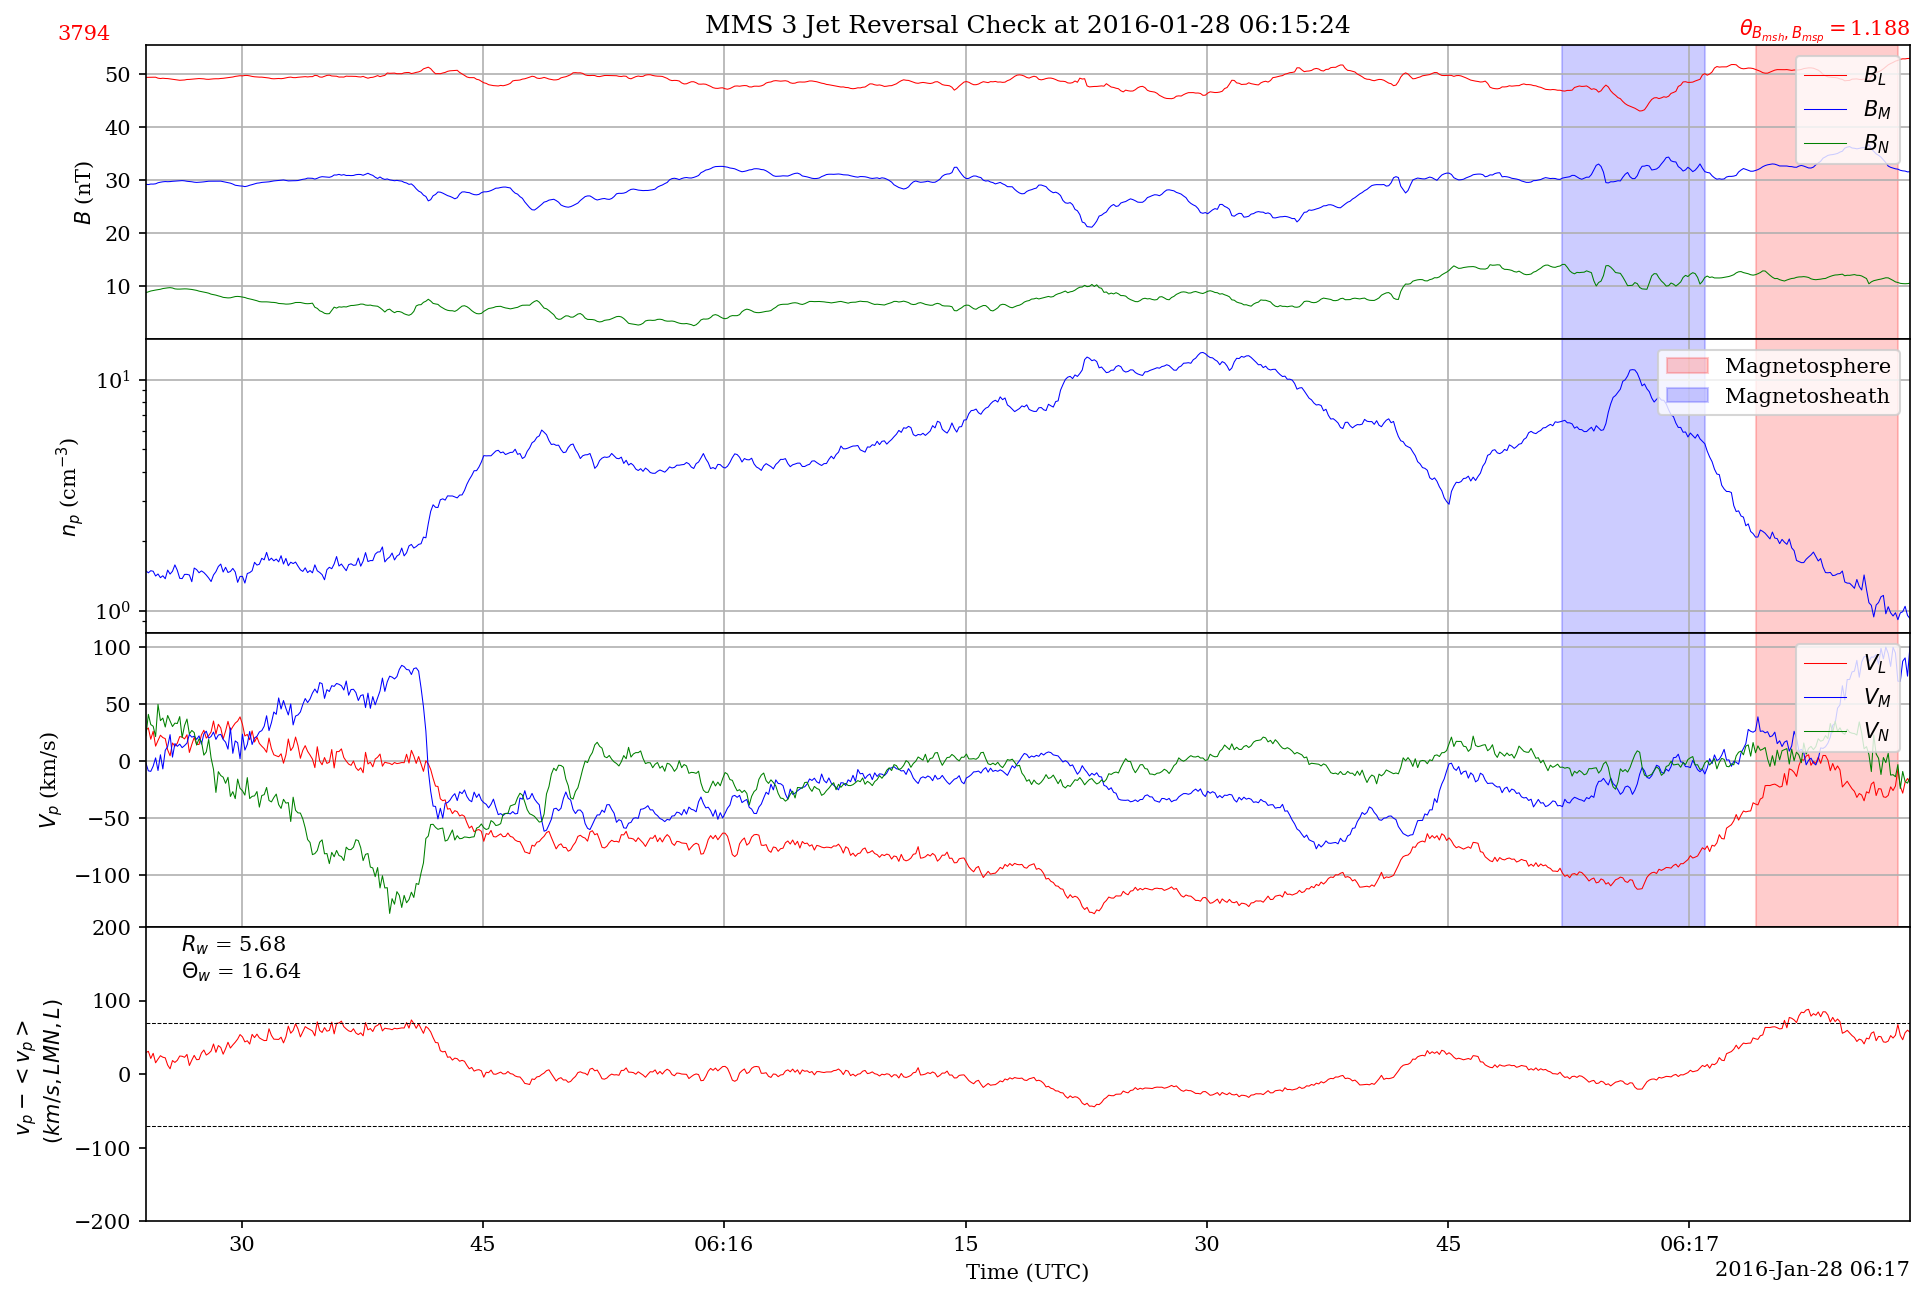 MMS 3 Jet Reversal Check at 2016-01-28 06:15:24
3794
θ_{B_{msh}, B_{msp}} = 1.188
50
40
30
20
10
B (nT)
B_L
B_M
B_N
10^1
10^0
n_p (cm^{−3})
Magnetosphere
Magnetosheath
100
50
0
−50
−100
V_p (km/s)
V_L
V_M
V_N
200
100
0
−100
−200
v_p − < v_p >
(km/s, LMN, L)
R_w = 5.68
Θ_w = 16.64
30 45 06:16 15 30 45 06:17
Time (UTC)
2016-Jan-28 06:17